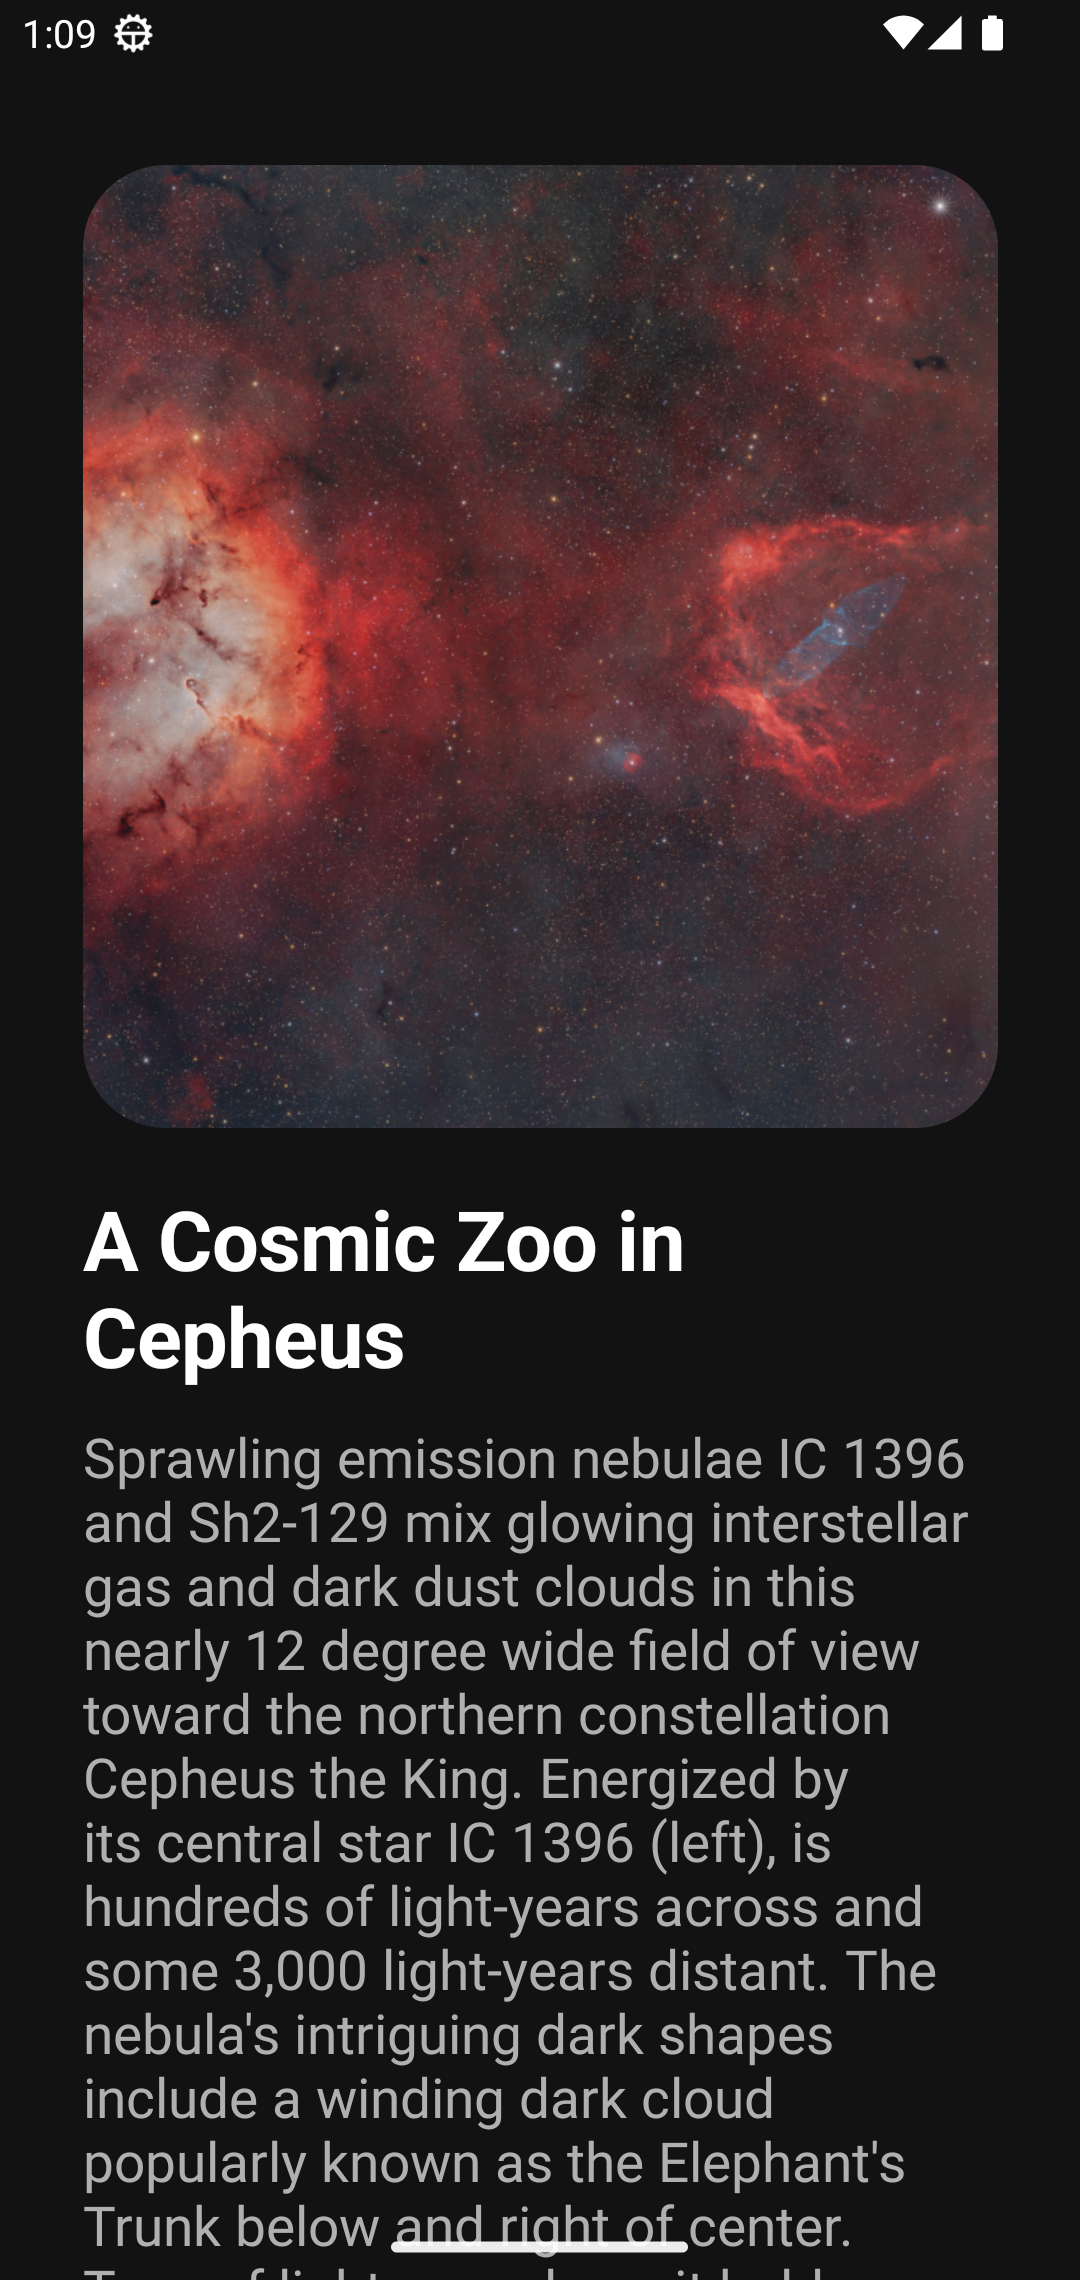 1:09
A Cosmic Zoo in
Cepheus
Sprawling emission nebulae IC 1396
and Sh2-129 mix glowing interstellar
gas and dark dust clouds in this
nearly 12 degree wide field of view
toward the northern constellation
Cepheus the King. Energized by
its central star IC 1396 (left), is
hundreds of light-years across and
some 3,000 light-years distant. The
nebula's intriguing dark shapes
include a winding dark cloud
popularly known as the Elephant's
Trunk below and right of center.